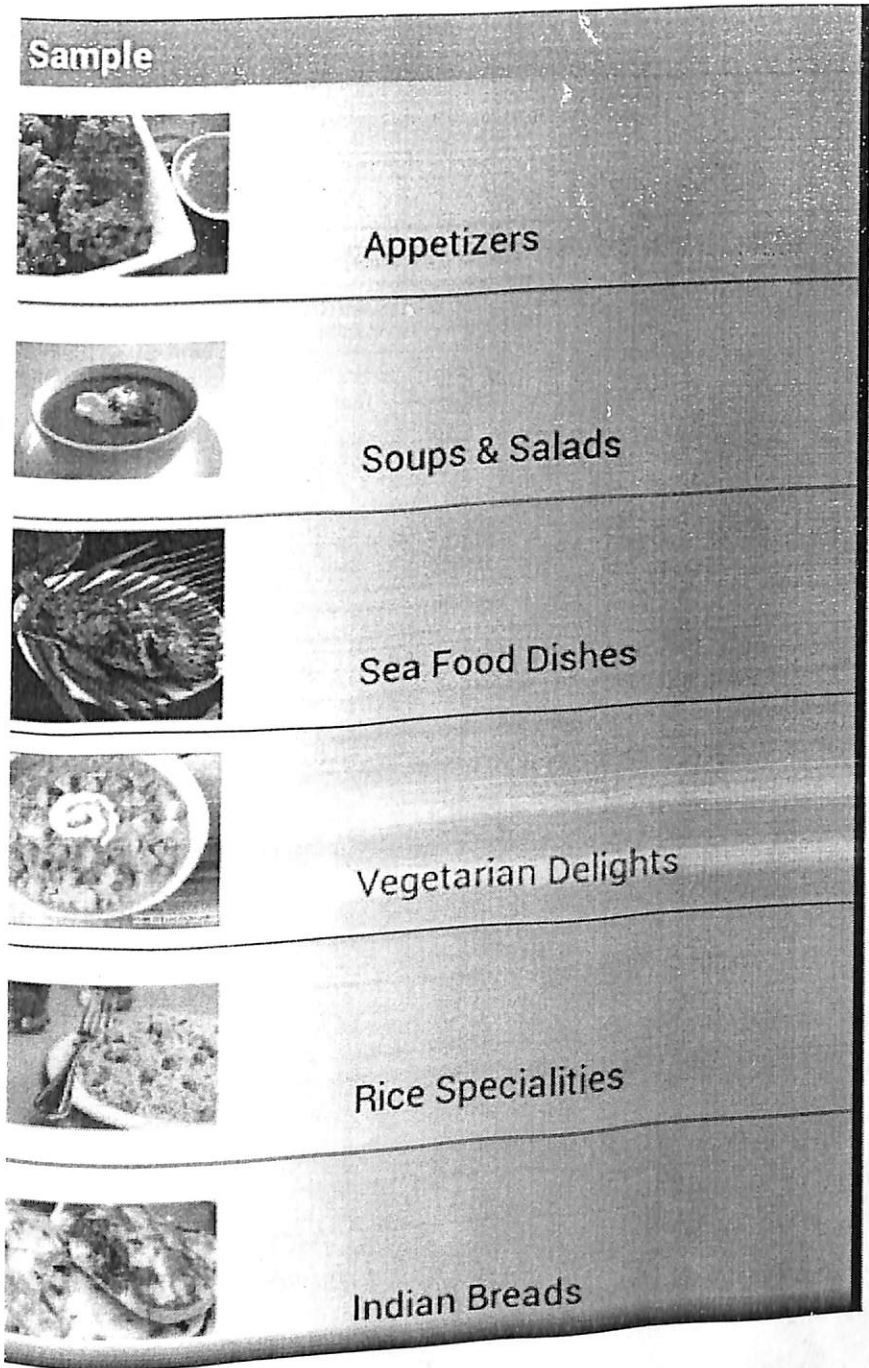 Sample
Appetizers
Soups & Salads
Sea Food Dishes
Vegetarian Delights
Rice Specialities
Indian Breads